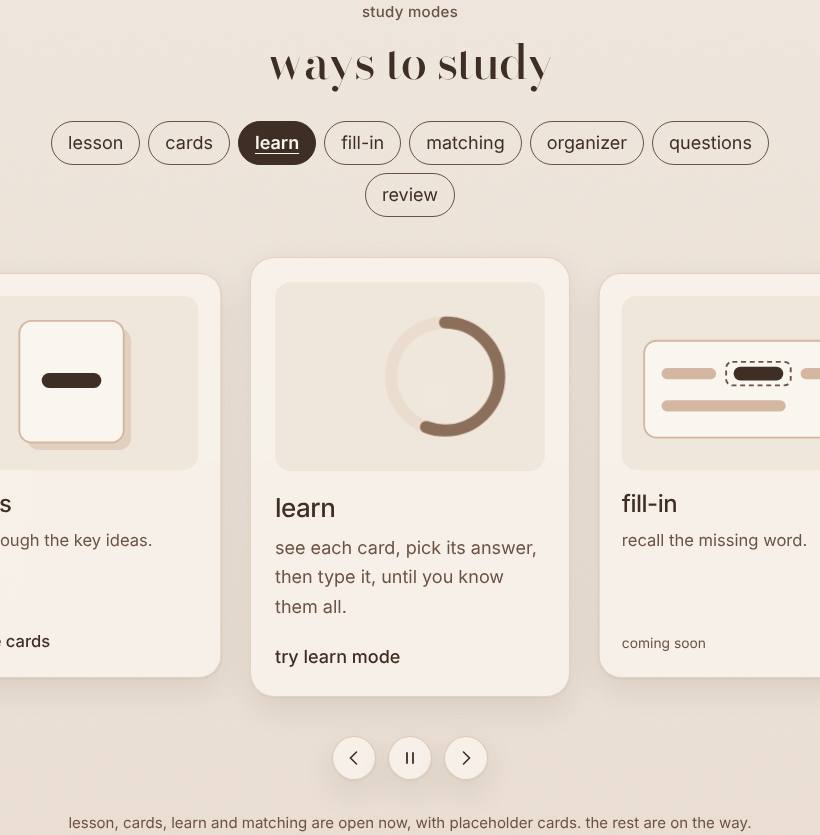 study modes
ways to study
lesson
cards
learn
fill-in
matching
organizer
questions
review
ough the key ideas.
cards
learn
see each card, pick its answer,
then type it, until you know
them all.
try learn mode
fill-in
recall the missing word.
coming soon
lesson, cards, learn and matching are open now, with placeholder cards. the rest are on the way.